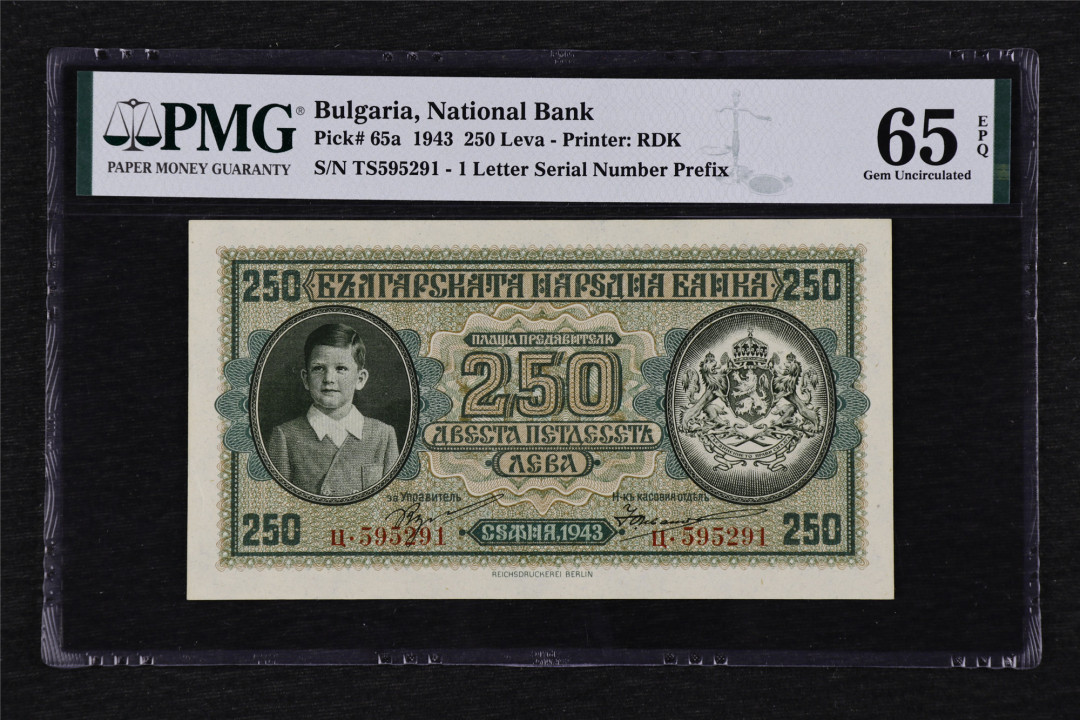 PMG®
PAPER MONEY GUARANTY
Bulgaria, National Bank
Pick# 65a 1943 250 Leva - Printer: RDK
S/N TS595291 - 1 Letter Serial Number Prefix
65 EPQ
Gem Uncirculated
250 БЪЛГАРСКАТА НАРОДНА БАНКА 250
ПЛАЩА ПРЕДЯВИТЕЛЮ
250
ДВЕСТА ПЕТДЕСЕТЬ
ЛЕВА
за Управитель
Н-къ касовия отделъ
250 Ц·595291 СОФИЯ, 1943 Ц·595291 250
REICHSDRUCKEREI BERLIN